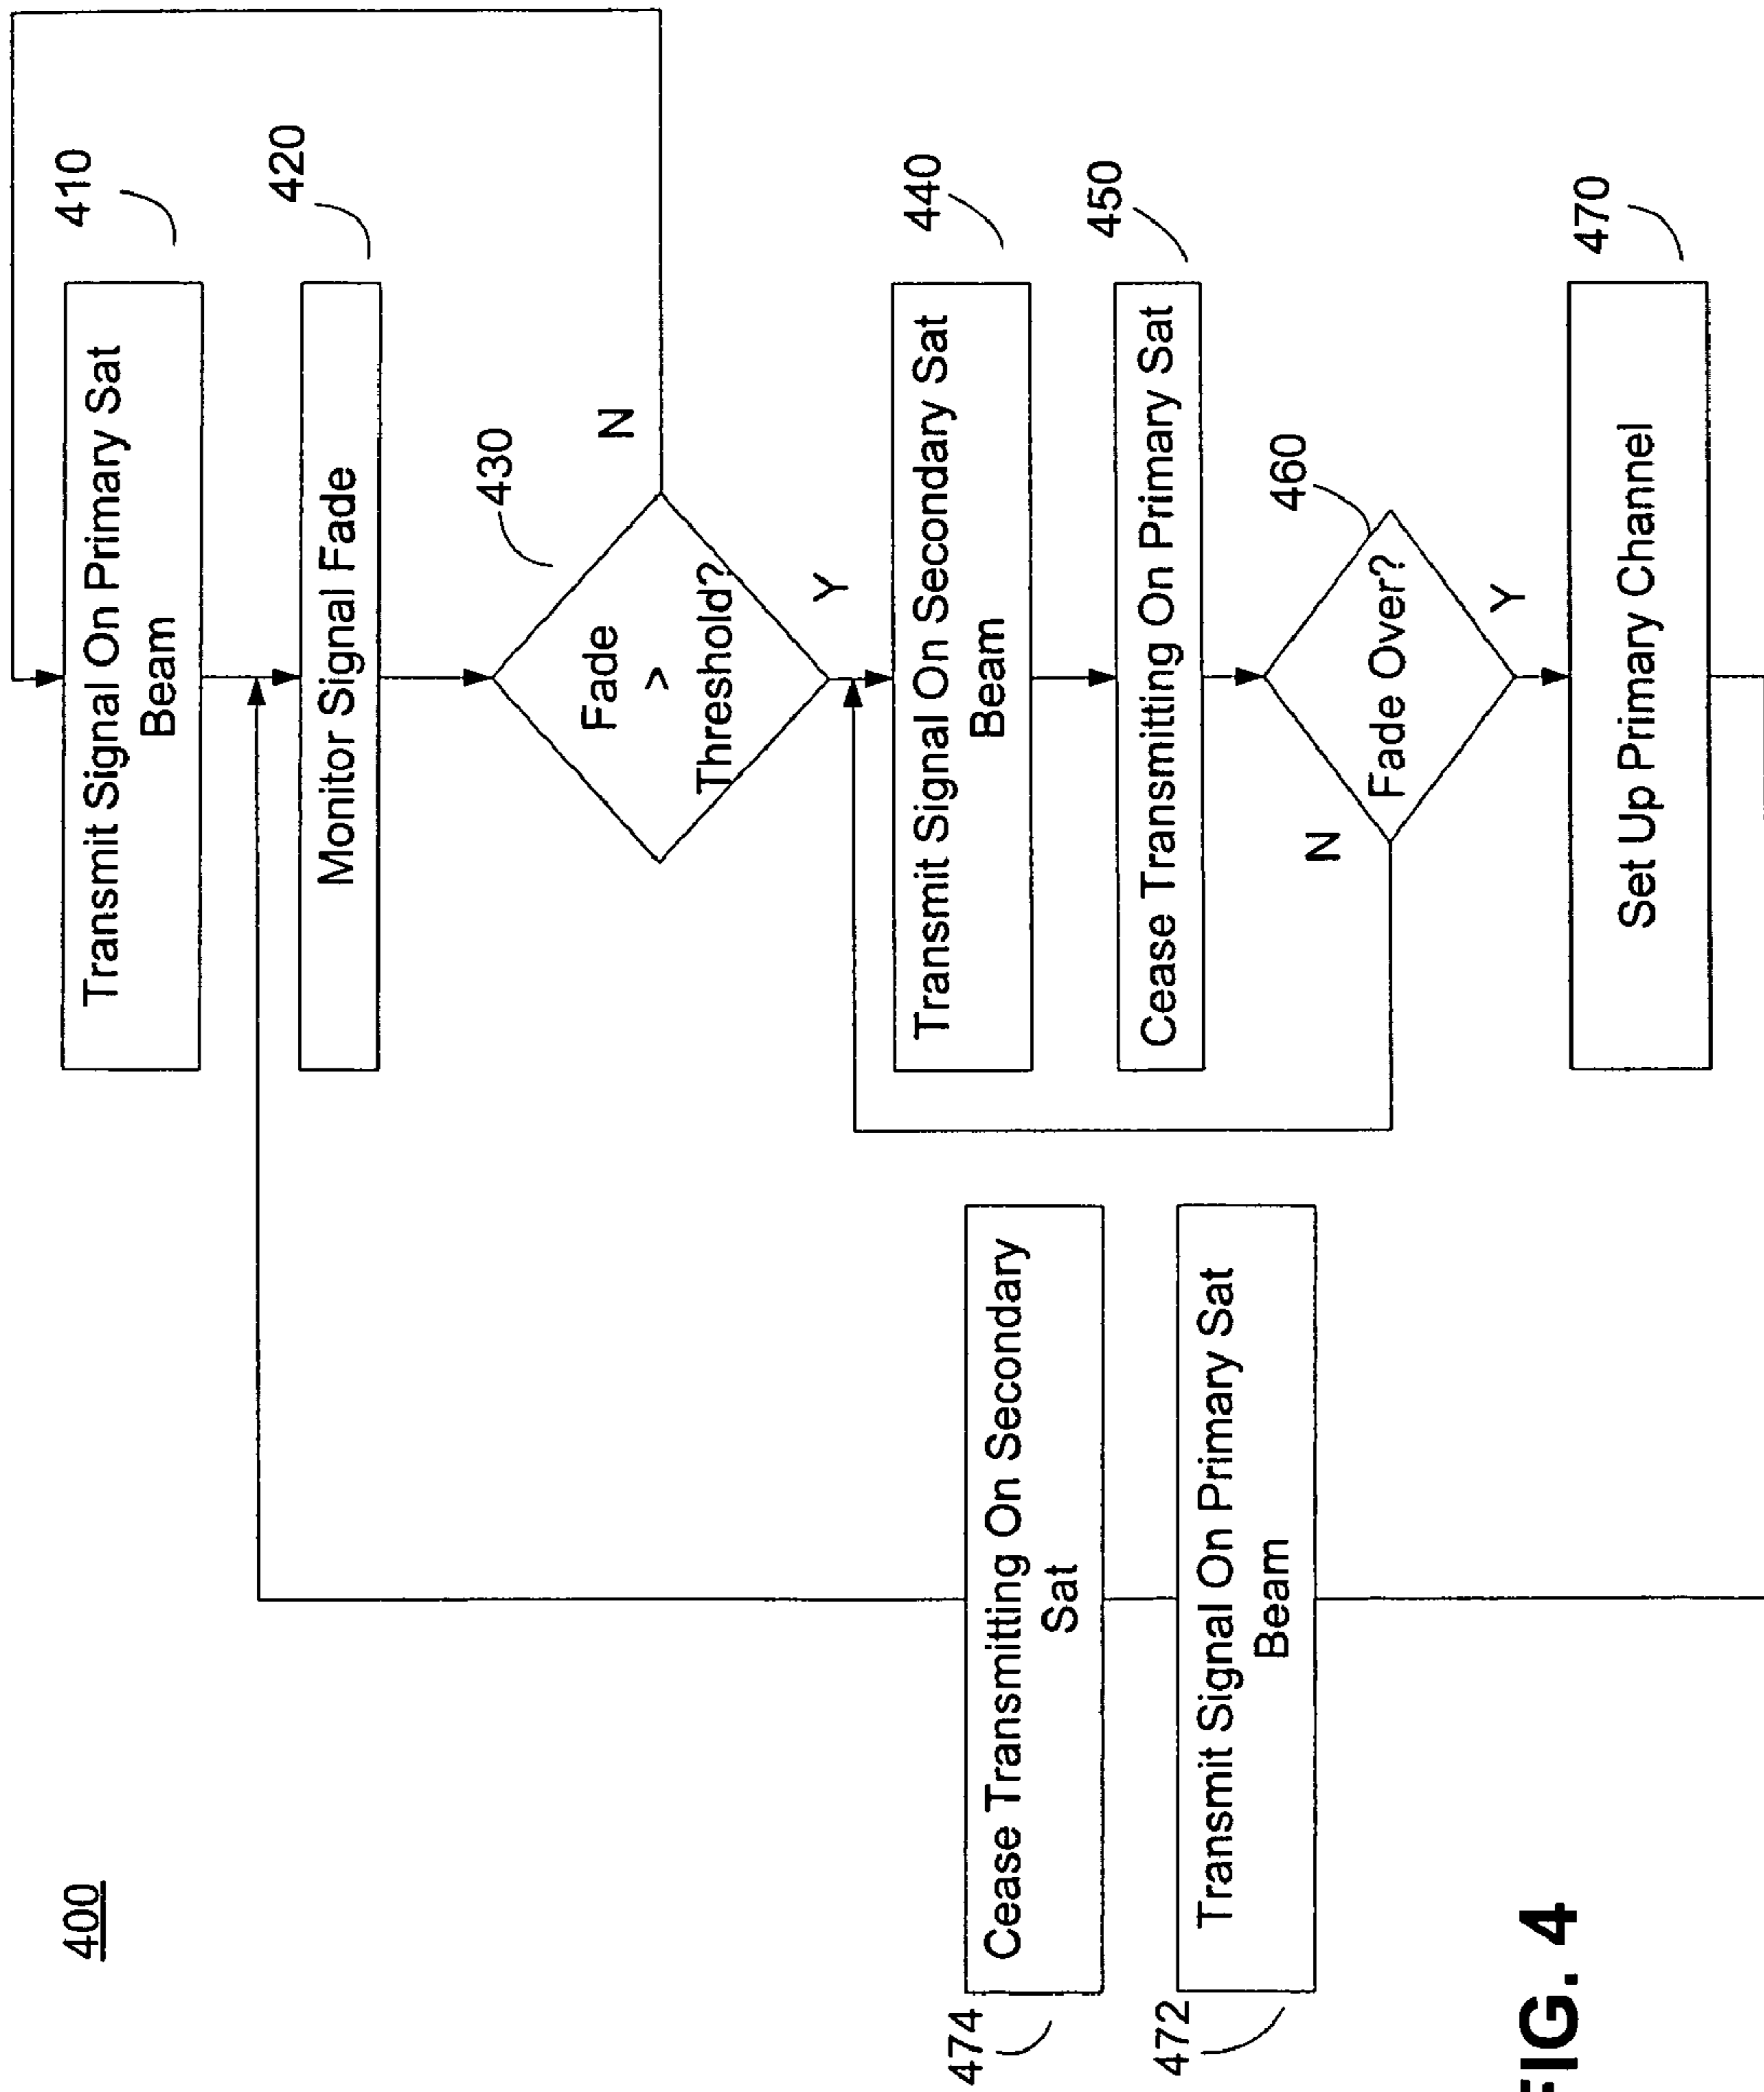 400
Transmit Signal On Primary Sat
Beam
410
Monitor Signal Fade
420
Fade
>
Threshold?
430
N
Y
Transmit Signal On Secondary Sat
Beam
440
Cease Transmitting On Primary Sat
450
Fade Over?
460
N
Y
Set Up Primary Channel
470
Cease Transmitting On Secondary
Sat
474
Transmit Signal On Primary Sat
Beam
472
FIG. 4